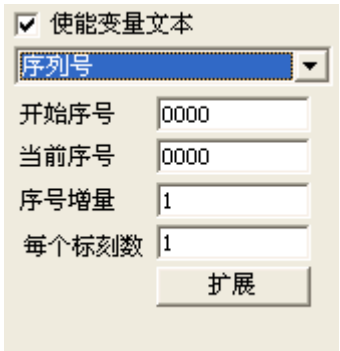 使能变量文本
序列号
开始序号 0000
当前序号 0000
序号增量 1
每个标刻数 1
扩展